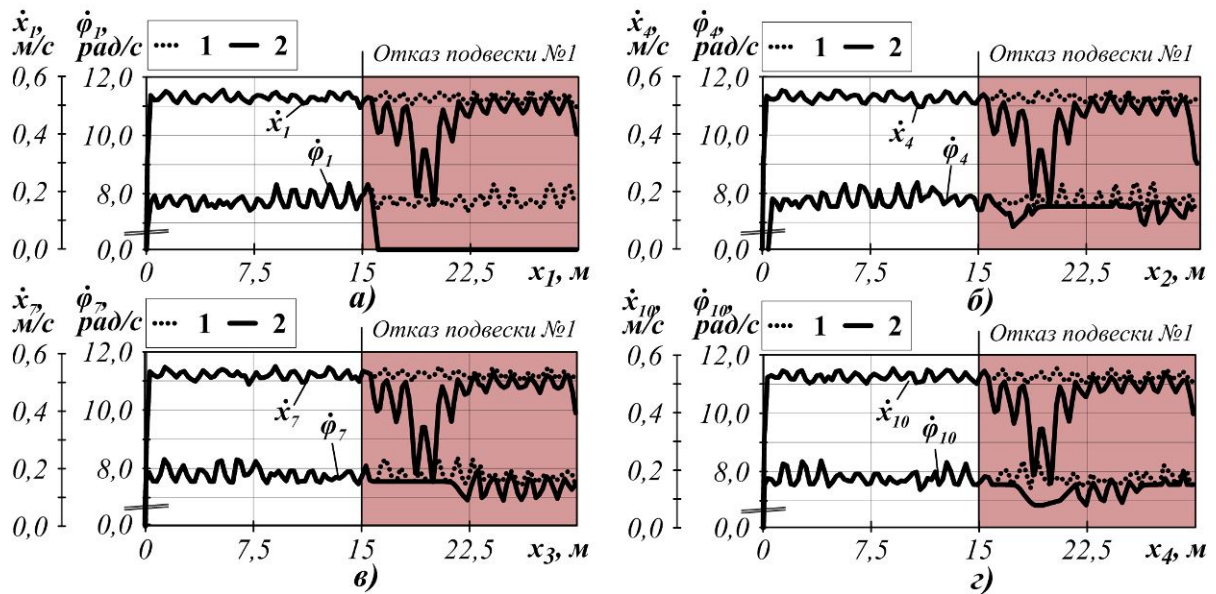 ẋ1, φ̇1,
м/с рад/с
1 2
Отказ подвески №1
0,6 12,0
ẋ1
0,4 10,0
φ̇1
0,2 8,0
0,0 0,0
0 7,5 15 22,5 x1, м
а)
ẋ4, φ̇4,
м/с рад/с
1 2
Отказ подвески №1
0,6 12,0
ẋ4
0,4 10,0
φ̇4
0,2 8,0
0,0 0,0
0 7,5 15 22,5 x2, м
б)
ẋ7, φ̇7,
м/с рад/с
1 2
Отказ подвески №1
0,6 12,0
ẋ7
0,4 10,0
φ̇7
0,2 8,0
0,0 0,0
0 7,5 15 22,5 x3, м
в)
ẋ10, φ̇10,
м/с рад/с
1 2
Отказ подвески №1
0,6 12,0
ẋ10
0,4 10,0
φ̇10
0,2 8,0
0,0 0,0
0 7,5 15 22,5 x4, м
г)